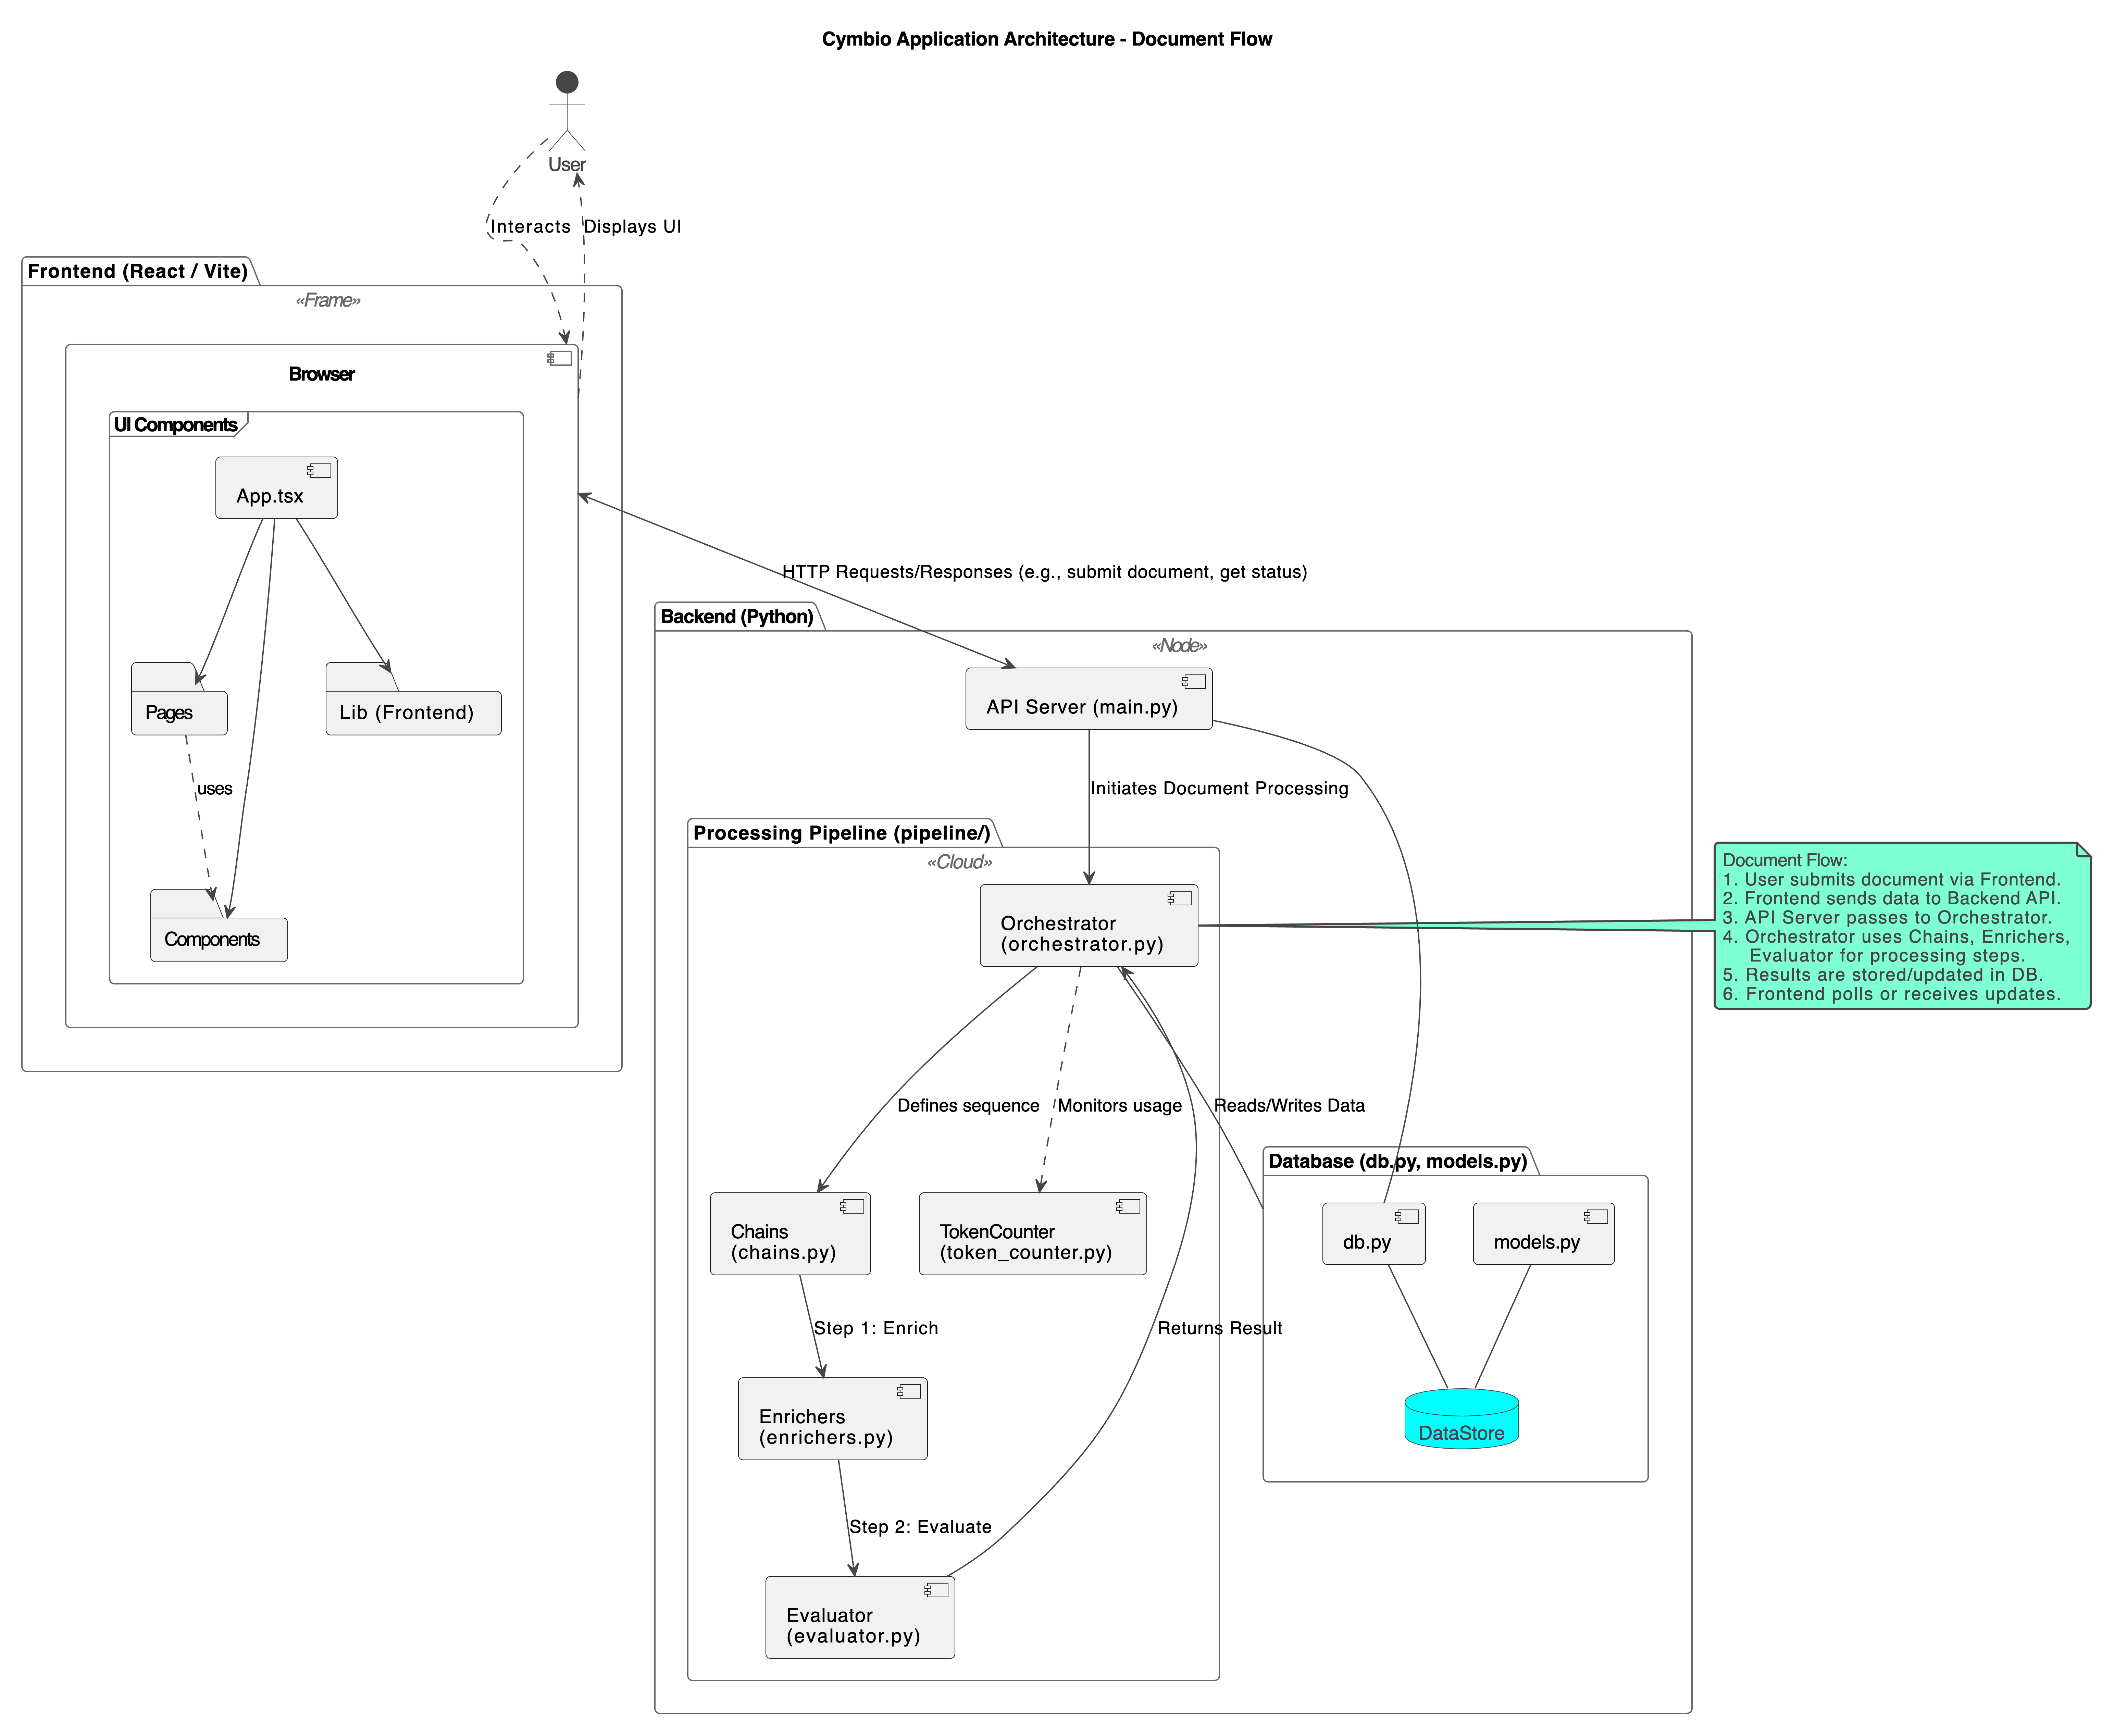 Cymbio Application Architecture - Document Flow
User
Interacts
Displays UI
Frontend (React / Vite)
«Frame»
Browser
UI Components
App.tsx
Pages
Lib (Frontend)
uses
Components
HTTP Requests/Responses (e.g., submit document, get status)
Backend (Python)
«Node»
API Server (main.py)
Initiates Document Processing
Processing Pipeline (pipeline/)
«Cloud»
Orchestrator
(orchestrator.py)
Document Flow:
1. User submits document via Frontend.
2. Frontend sends data to Backend API.
3. API Server passes to Orchestrator.
4. Orchestrator uses Chains, Enrichers,
Evaluator for processing steps.
5. Results are stored/updated in DB.
6. Frontend polls or receives updates.
Defines sequence
Monitors usage
Reads/Writes Data
Database (db.py, models.py)
Chains
(chains.py)
TokenCounter
(token_counter.py)
db.py
models.py
Step 1: Enrich
Returns Result
Enrichers
(enrichers.py)
DataStore
Step 2: Evaluate
Evaluator
(evaluator.py)